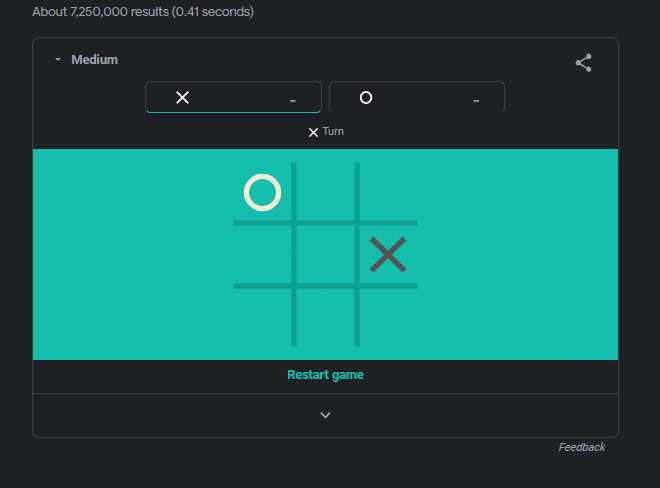 About 7,250,000 results (0.41 seconds)
Medium
- -
Turn
Restart game
Feedback